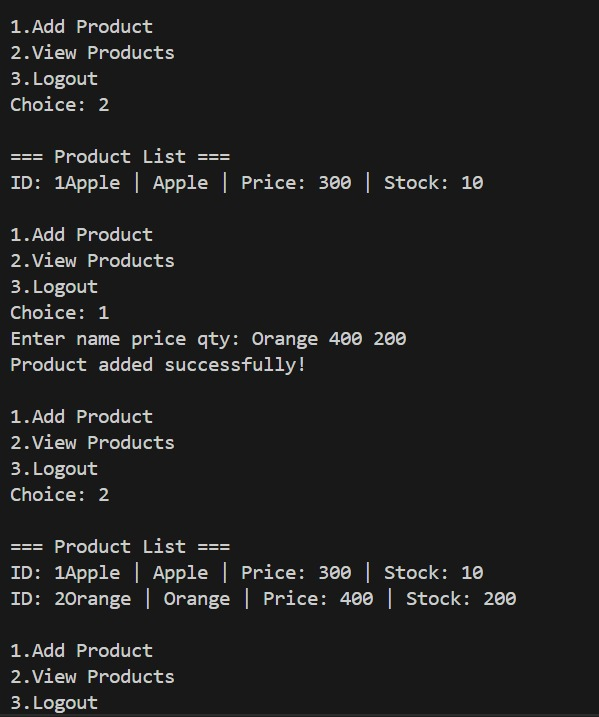 1.Add Product
2.View Products
3.Logout
Choice: 2
=== Product List ===
ID: 1Apple | Apple | Price: 300 | Stock: 10
1.Add Product
2.View Products
3.Logout
Choice: 1
Enter name price qty: Orange 400 200
Product added successfully!
1.Add Product
2.View Products
3.Logout
Choice: 2
=== Product List ===
ID: 1Apple | Apple | Price: 300 | Stock: 10
ID: 2Orange | Orange | Price: 400 | Stock: 200
1.Add Product
2.View Products
3.Logout